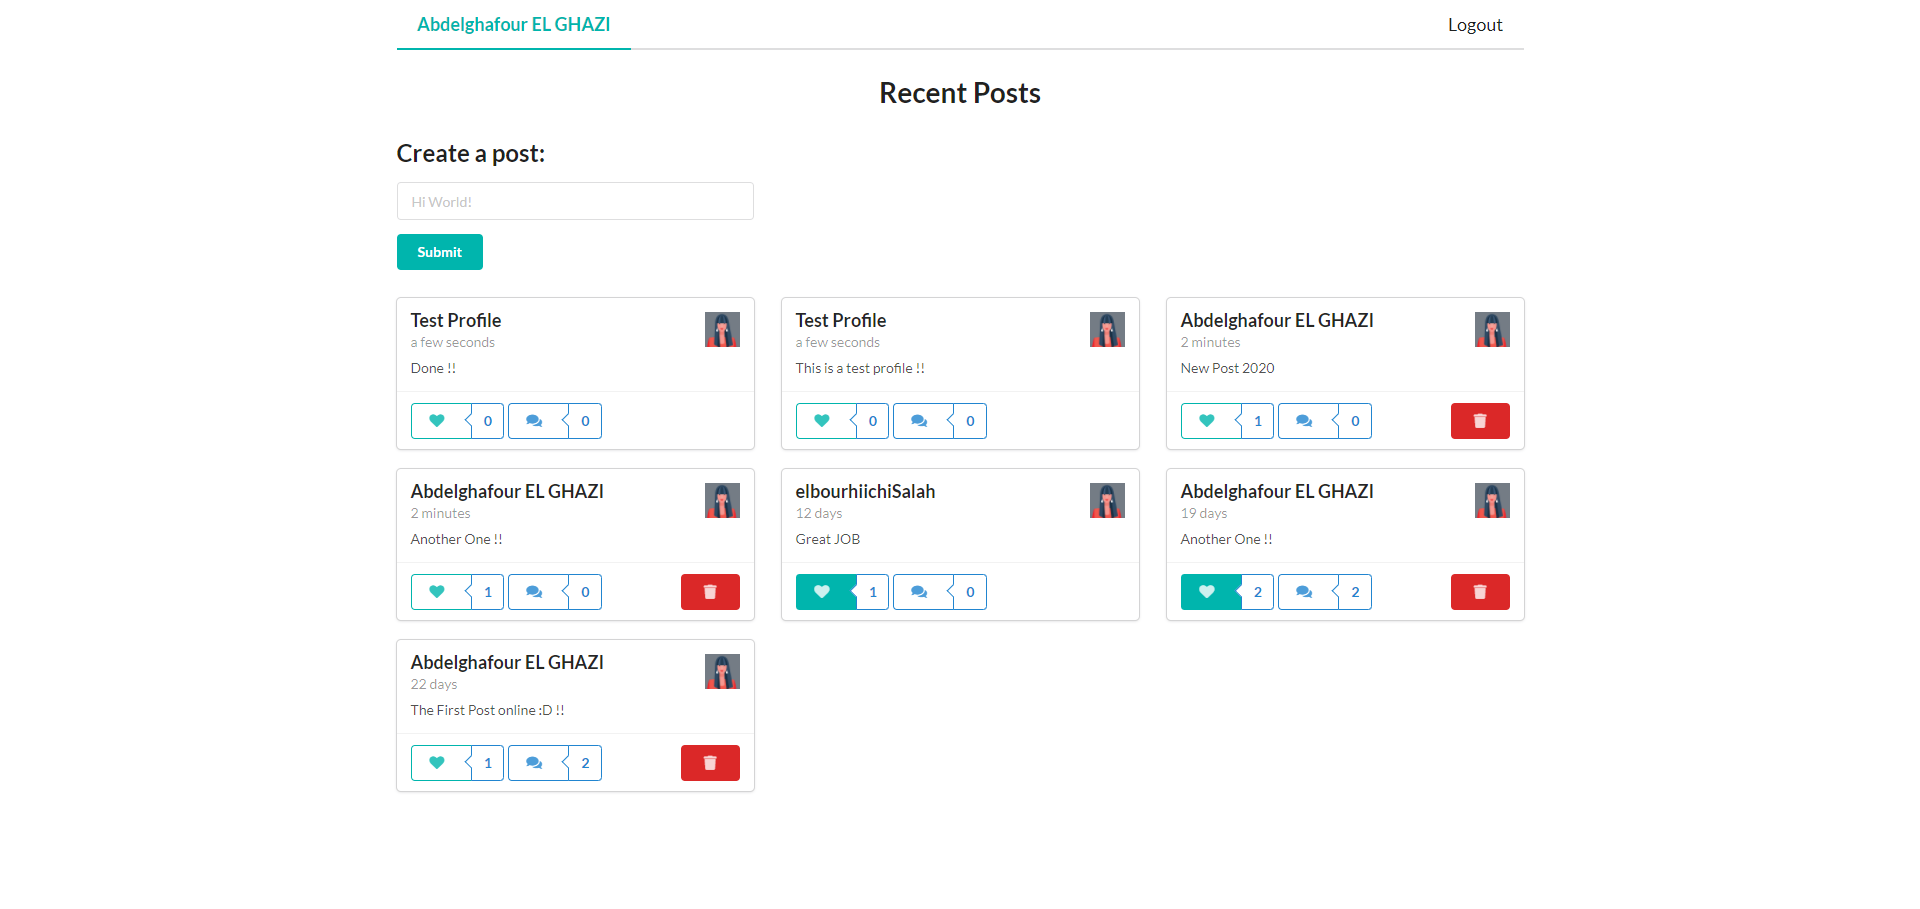 Abdelghafour EL GHAZI
Logout
Recent Posts
Create a post:
Hi World!
Submit
Test Profile
a few seconds
Done !!
0
0
Test Profile
a few seconds
This is a test profile !!
0
0
Abdelghafour EL GHAZI
2 minutes
New Post 2020
1
0
Abdelghafour EL GHAZI
2 minutes
Another One !!
1
0
elbourhiichiSalah
12 days
Great JOB
1
0
Abdelghafour EL GHAZI
19 days
Another One !!
2
2
Abdelghafour EL GHAZI
22 days
The First Post online :D !!
1
2